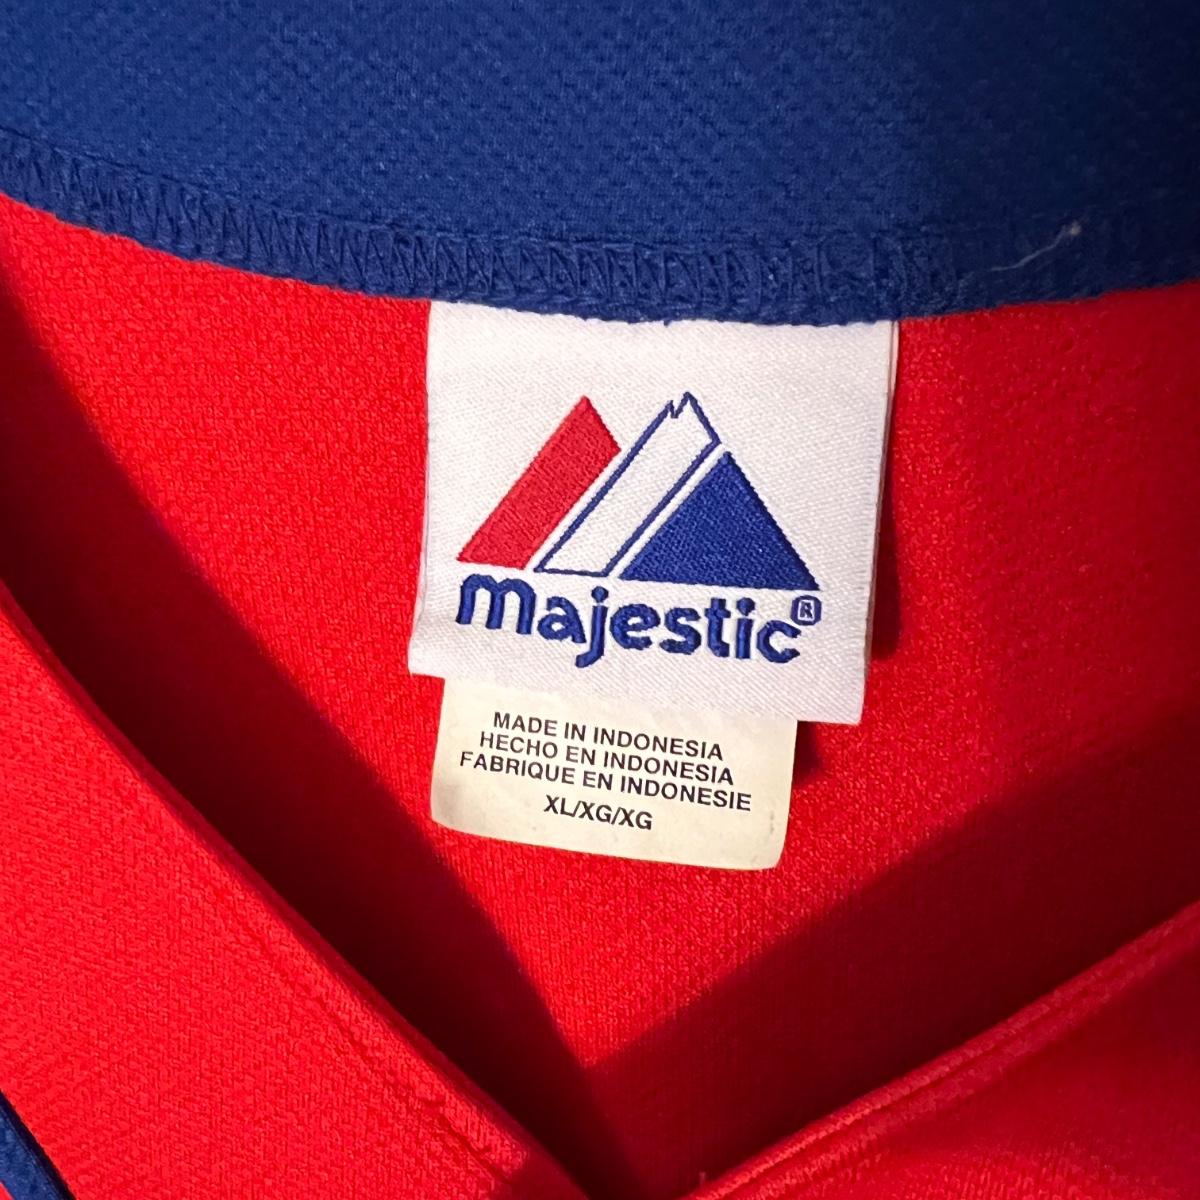 majestic®
MADE IN INDONESIA
HECHO EN INDONESIA
FABRIQUE EN INDONESIE
XL/XG/XG